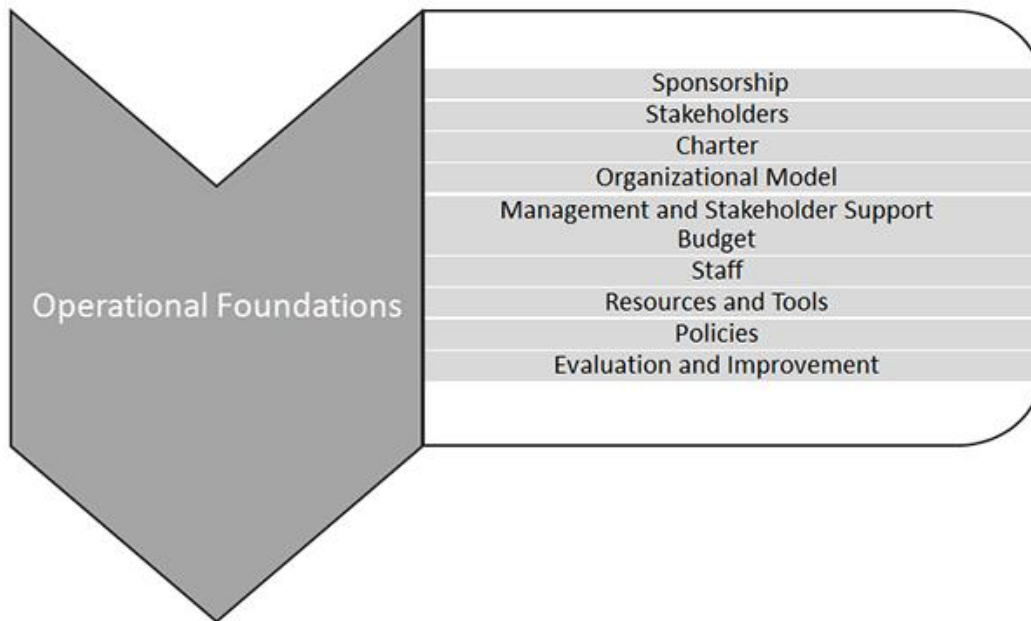 Operational Foundations
Sponsorship
Stakeholders
Charter
Organizational Model
Management and Stakeholder Support
Budget
Staff
Resources and Tools
Policies
Evaluation and Improvement